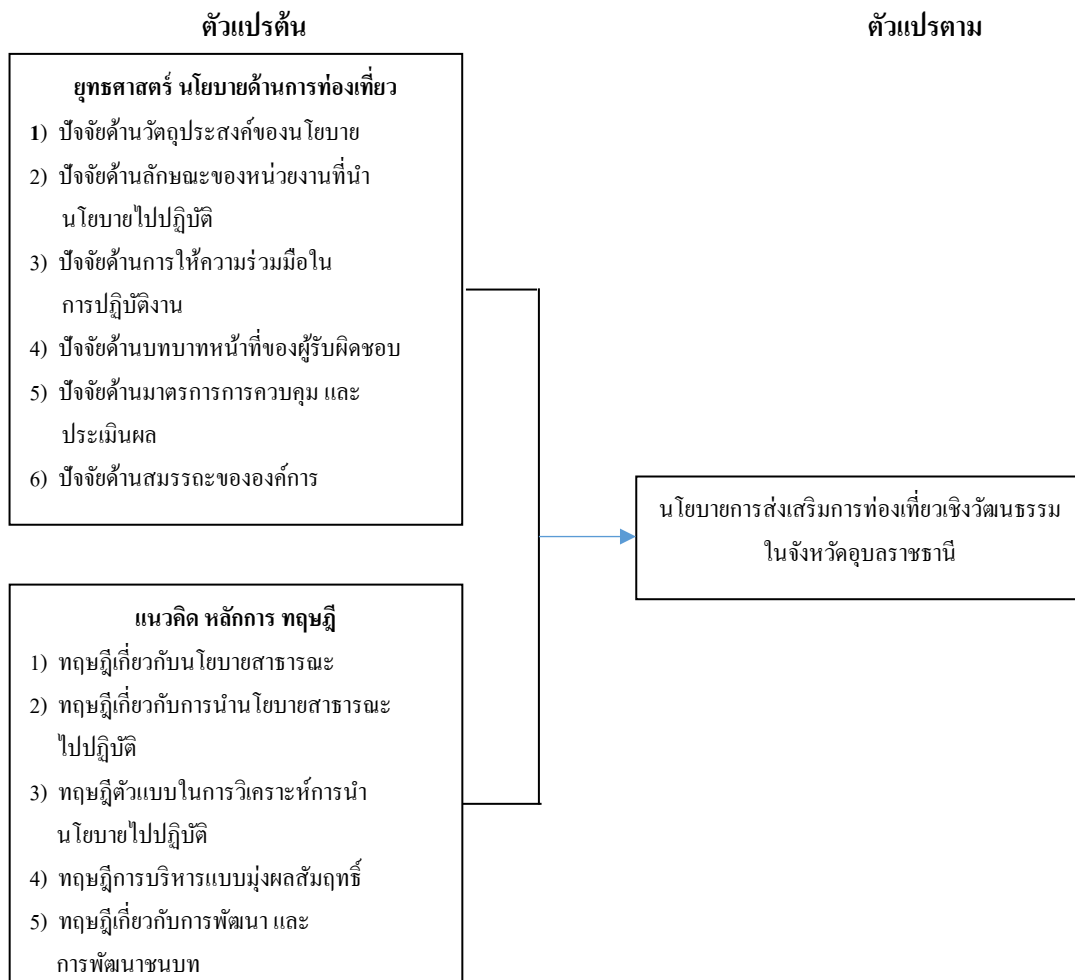 ตัวแปรต้น
ตัวแปรตาม
ยุทธศาสตร์ นโยบายด้านการท่องเที่ยว
1) ปัจจัยด้านวัตถุประสงค์ของนโยบาย
2) ปัจจัยด้านลักษณะของหน่วยงานที่นำ
นโยบายไปปฏิบัติ
3) ปัจจัยด้านการให้ความร่วมมือใน
การปฏิบัติงาน
4) ปัจจัยด้านบทบาทหน้าที่ของผู้รับผิดชอบ
5) ปัจจัยด้านมาตรการการควบคุม และ
ประเมินผล
6) ปัจจัยด้านสมรรถะขององค์การ
นโยบายการส่งเสริมการท่องเที่ยวเชิงวัฒนธรรม
ในจังหวัดอุบลราชธานี
แนวคิด หลักการ ทฤษฎี
1) ทฤษฎีเกี่ยวกับนโยบายสาธารณะ
2) ทฤษฎีเกี่ยวกับการนำนโยบายสาธารณะ
ไปปฏิบัติ
3) ทฤษฎีตัวแบบในการวิเคราะห์การนำ
นโยบายไปปฏิบัติ
4) ทฤษฎีการบริหารแบบมุ่งผลสัมฤทธิ์
5) ทฤษฎีเกี่ยวกับการพัฒนา และ
การพัฒนาชนบท